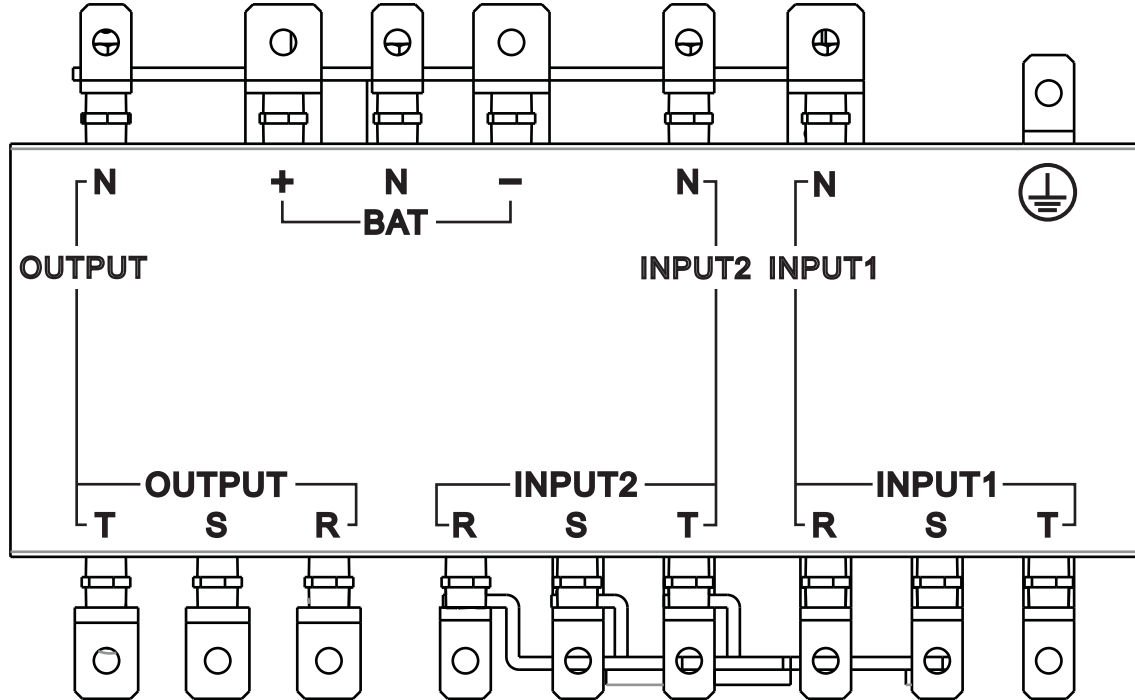 N + N − N N
BAT
OUTPUT INPUT2 INPUT1
OUTPUT INPUT2 INPUT1
T S R R S T R S T